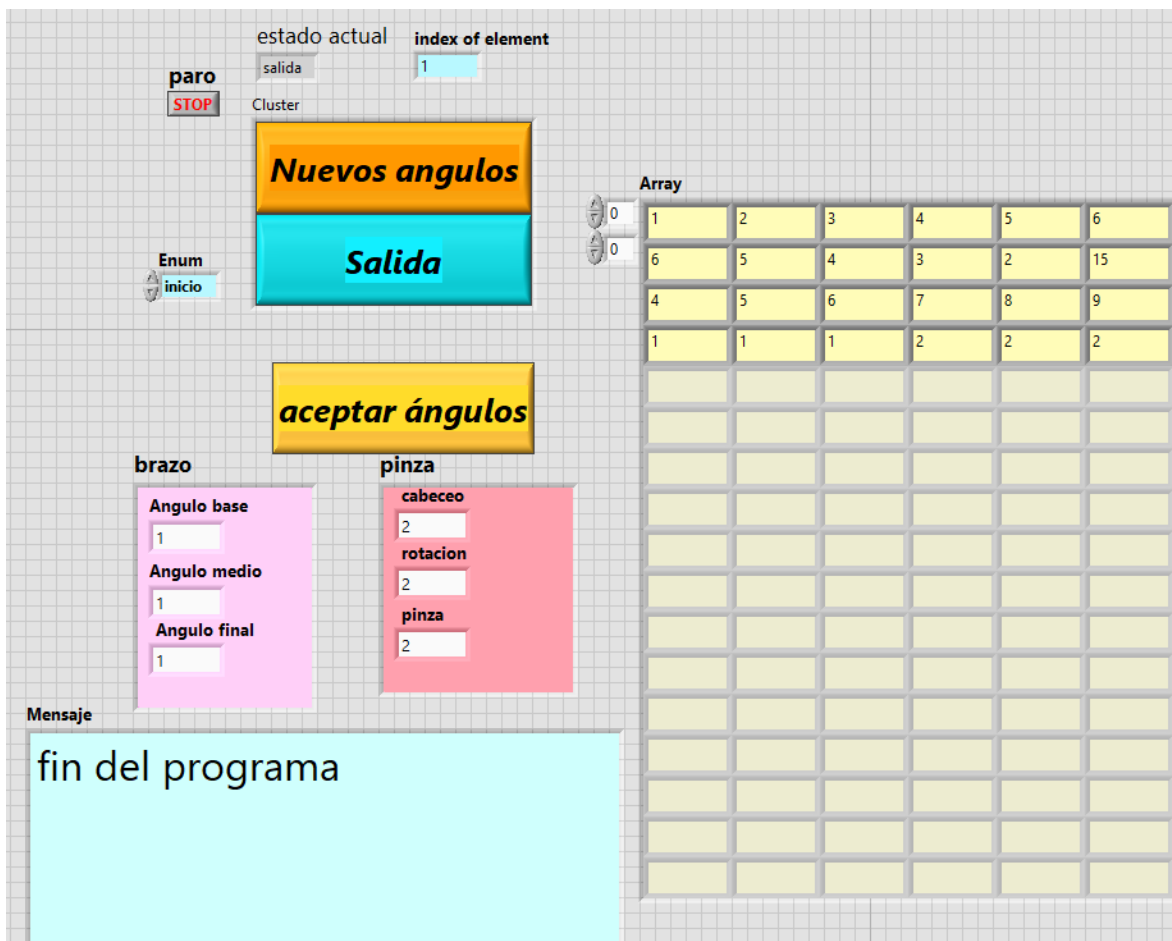 estado actual
index of element
salida
1
paro
STOP
Cluster
Nuevos angulos
Salida
Enum
inicio
aceptar ángulos
brazo
Angulo base
1
Angulo medio
1
Angulo final
1
pinza
cabeceo
2
rotacion
2
pinza
2
Mensaje
fin del programa
Array
0
0
1 2 3 4 5 6
6 5 4 3 2 15
4 5 6 7 8 9
1 1 1 2 2 2